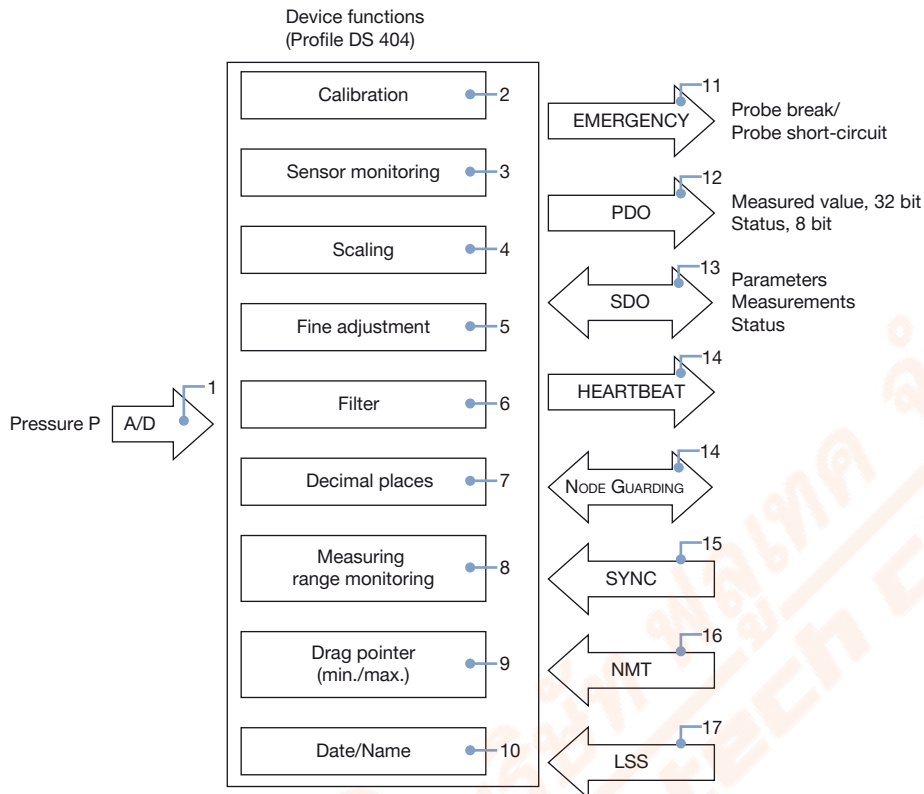 Device functions
(Profile DS 404)
Calibration
2
Sensor monitoring
3
Scaling
4
Fine adjustment
5
Filter
6
Decimal places
7
Measuring
range monitoring
8
Drag pointer
(min./max.)
9
Date/Name
10
Pressure P
A/D
1
EMERGENCY
11
Probe break/
Probe short-circuit
PDO
12
Measured value, 32 bit
Status, 8 bit
SDO
13
Parameters
Measurements
Status
HEARTBEAT
14
NODE GUARDING
14
SYNC
15
NMT
16
LSS
17